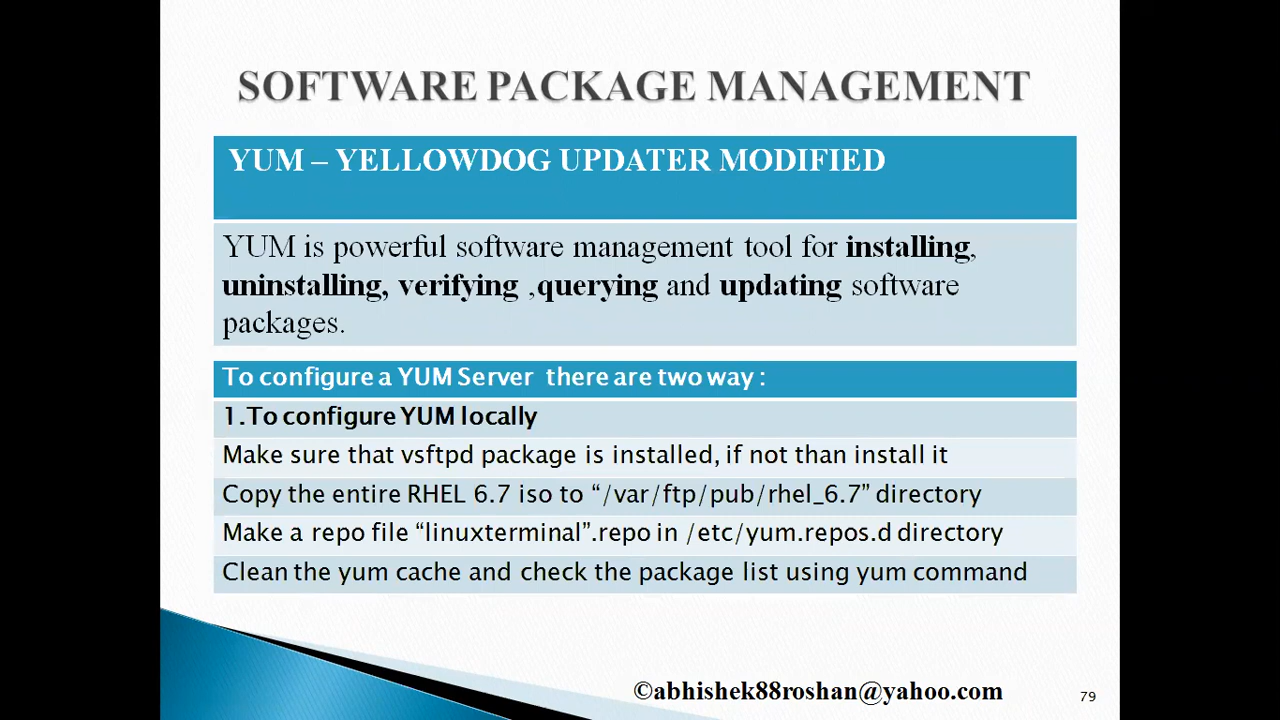 SOFTWARE PACKAGE MANAGEMENT
YUM – YELLOWDOG UPDATER MODIFIED
YUM is powerful software management tool for installing,
uninstalling, verifying ,querying and updating software
packages.
To configure a YUM Server there are two way :
1.To configure YUM locally
Make sure that vsftpd package is installed, if not than install it
Copy the entire RHEL 6.7 iso to “/var/ftp/pub/rhel_6.7” directory
Make a repo file “linuxterminal”.repo in /etc/yum.repos.d directory
Clean the yum cache and check the package list using yum command
©abhishek88roshan@yahoo.com
79